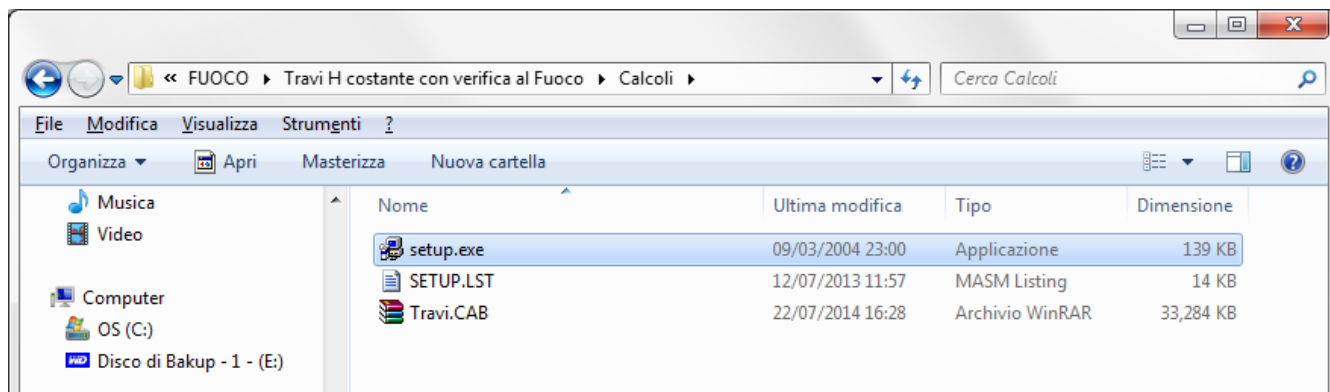 « FUOCO ▸ Travi H costante con verifica al Fuoco ▸ Calcoli ▸ Cerca Calcoli
File Modifica Visualizza Strumenti ?
Organizza Apri Masterizza Nuova cartella
Musica
Video
Computer
OS (C:)
WD Disco di Bakup - 1 - (E:)
Nome Ultima modifica Tipo Dimensione
setup.exe 09/03/2004 23:00 Applicazione 139 KB
SETUP.LST 12/07/2013 11:57 MASM Listing 14 KB
Travi.CAB 22/07/2014 16:28 Archivio WinRAR 33,284 KB